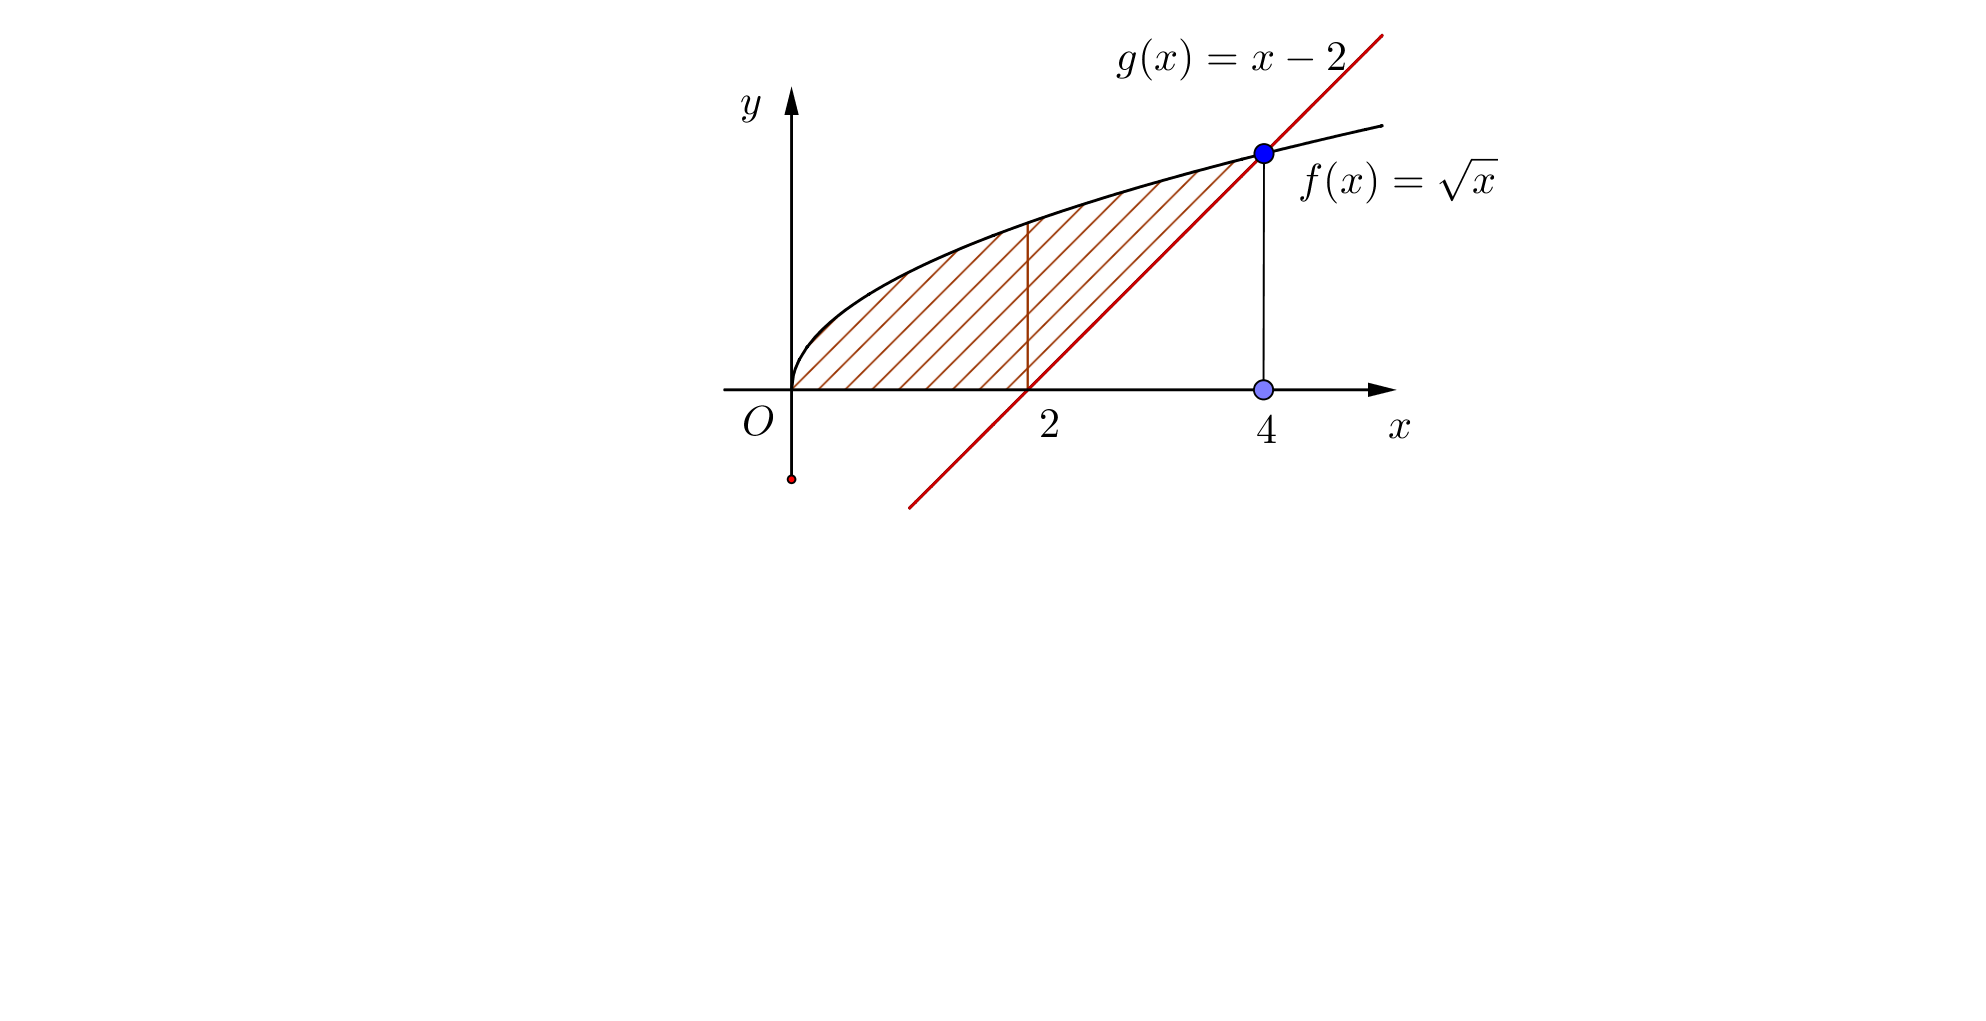 g(x) = x − 2
y
f(x) = √x
O
2
4
x